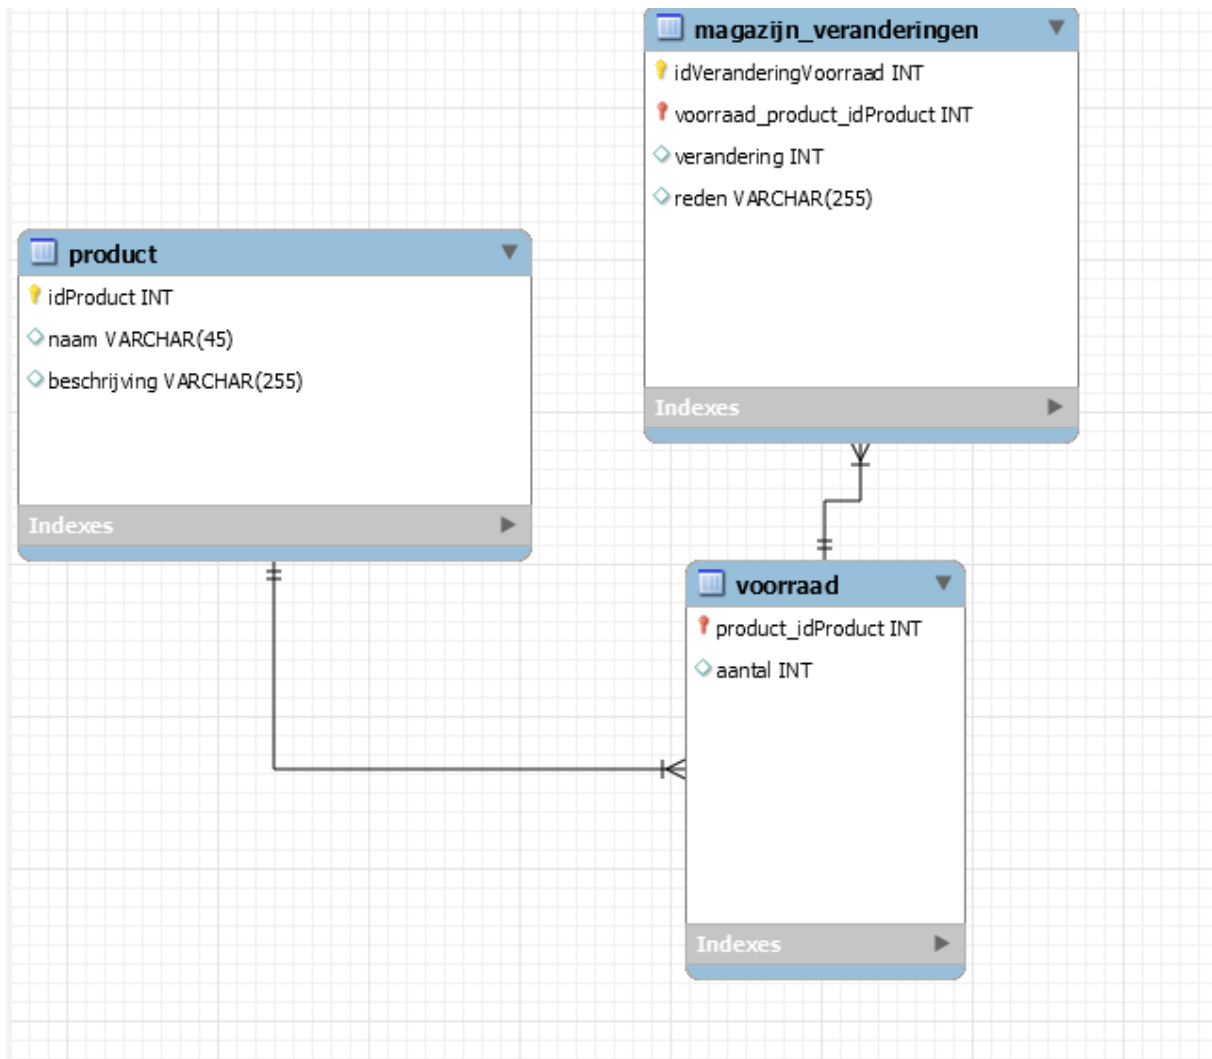 magazijn_veranderingen
idVeranderingVoorraad INT
voorraad_product_idProduct INT
verandering INT
reden VARCHAR(255)
Indexes
product
idProduct INT
naam VARCHAR(45)
beschrijving VARCHAR(255)
Indexes
voorraad
product_idProduct INT
aantal INT
Indexes